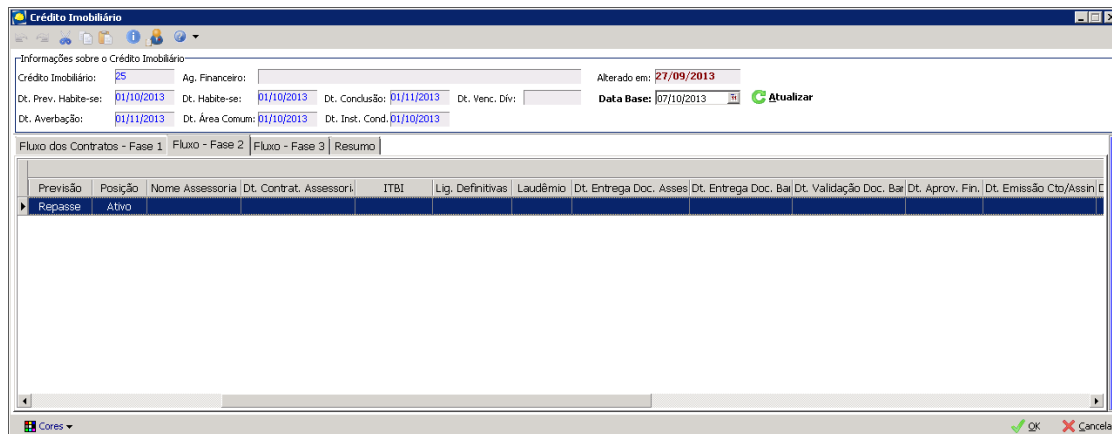 Crédito Imobiliário
Informações sobre o Crédito Imobiliário
Crédito Imobiliário: 25 Ag. Financeiro: Alterado em: 27/09/2013
Dt. Prev. Habite-se: 01/10/2013 Dt. Habite-se: 01/10/2013 Dt. Conclusão: 01/11/2013 Dt. Venc. Dív: Data Base: 07/10/2013 Atualizar
Dt. Averbação: 01/11/2013 Dt. Área Comum: 01/10/2013 Dt. Inst. Cond. 01/10/2013
Fluxo dos Contratos - Fase 1 Fluxo - Fase 2 Fluxo - Fase 3 Resumo
Previsão Posição Nome Assessoria Dt. Contrat. Assessori ITBI Lig. Definitivas Laudêmio Dt. Entrega Doc. Asses Dt. Entrega Doc. Bai Dt. Validação Doc. Bar Dt. Aprov. Fin. Dt. Emissão Cto/Assin
Repasse Ativo
Cores OK Cancela